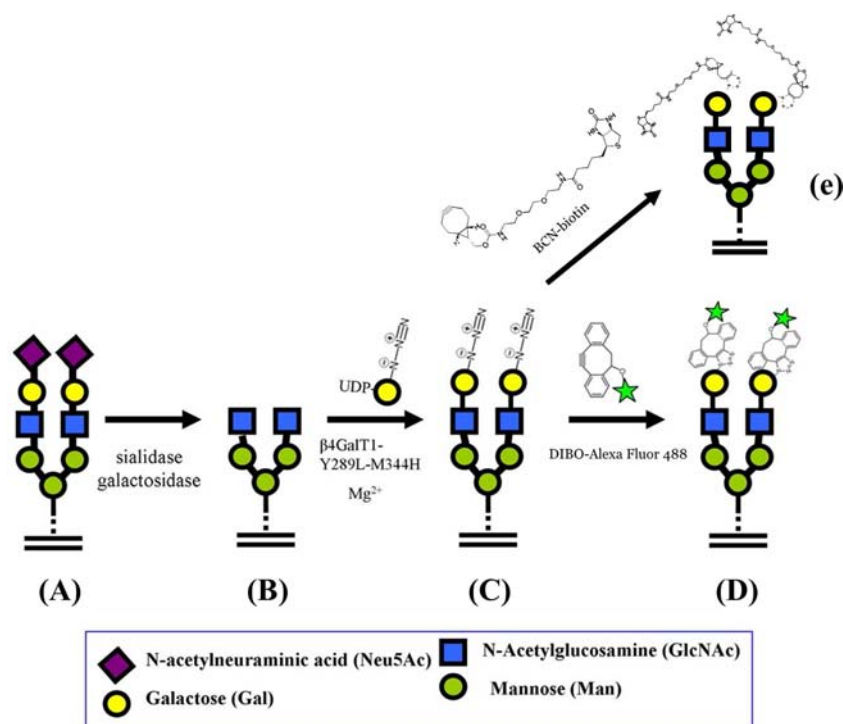 BCN-biotin
(e)
UDP-
sialidase
galactosidase
β4GalT1-
Y289L-M344H
Mg²⁺
DIBO-Alexa Fluor 488
(A)
(B)
(C)
(D)
N-acetylneuraminic acid (Neu5Ac)
N-Acetylglucosamine (GlcNAc)
Galactose (Gal)
Mannose (Man)